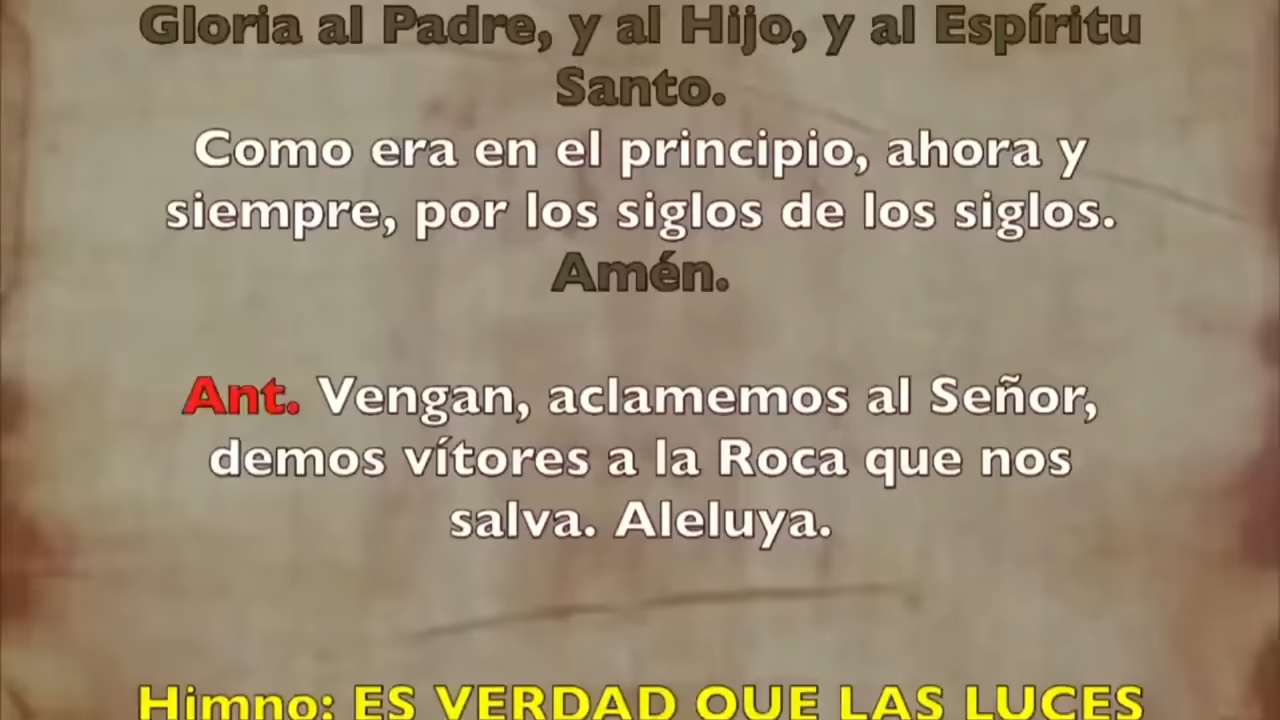 Gloria al Padre, y al Hijo, y al Espíritu
Santo.
Como era en el principio, ahora y
siempre, por los siglos de los siglos.
Amén.
Ant. Vengan, aclamemos al Señor,
demos vítores a la Roca que nos
salva. Aleluya.
Himno: ES VERDAD QUE LAS LUCES